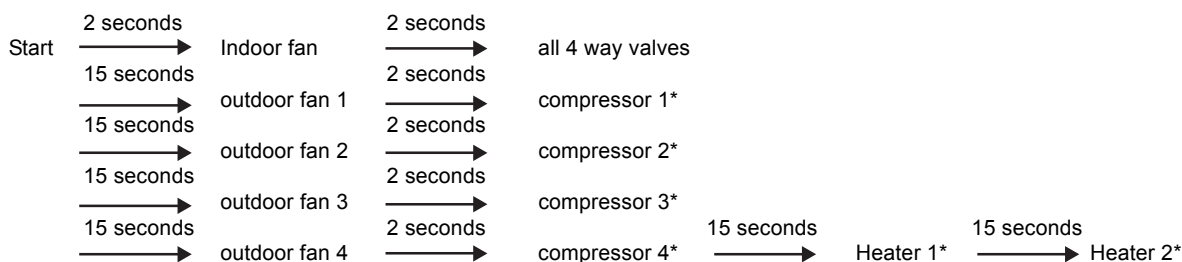 2 seconds 2 seconds
Start Indoor fan all 4 way valves
15 seconds 2 seconds
outdoor fan 1 compressor 1*
15 seconds 2 seconds
outdoor fan 2 compressor 2*
15 seconds 2 seconds
outdoor fan 3 compressor 3*
15 seconds 2 seconds 15 seconds 15 seconds
outdoor fan 4 compressor 4* Heater 1* Heater 2*